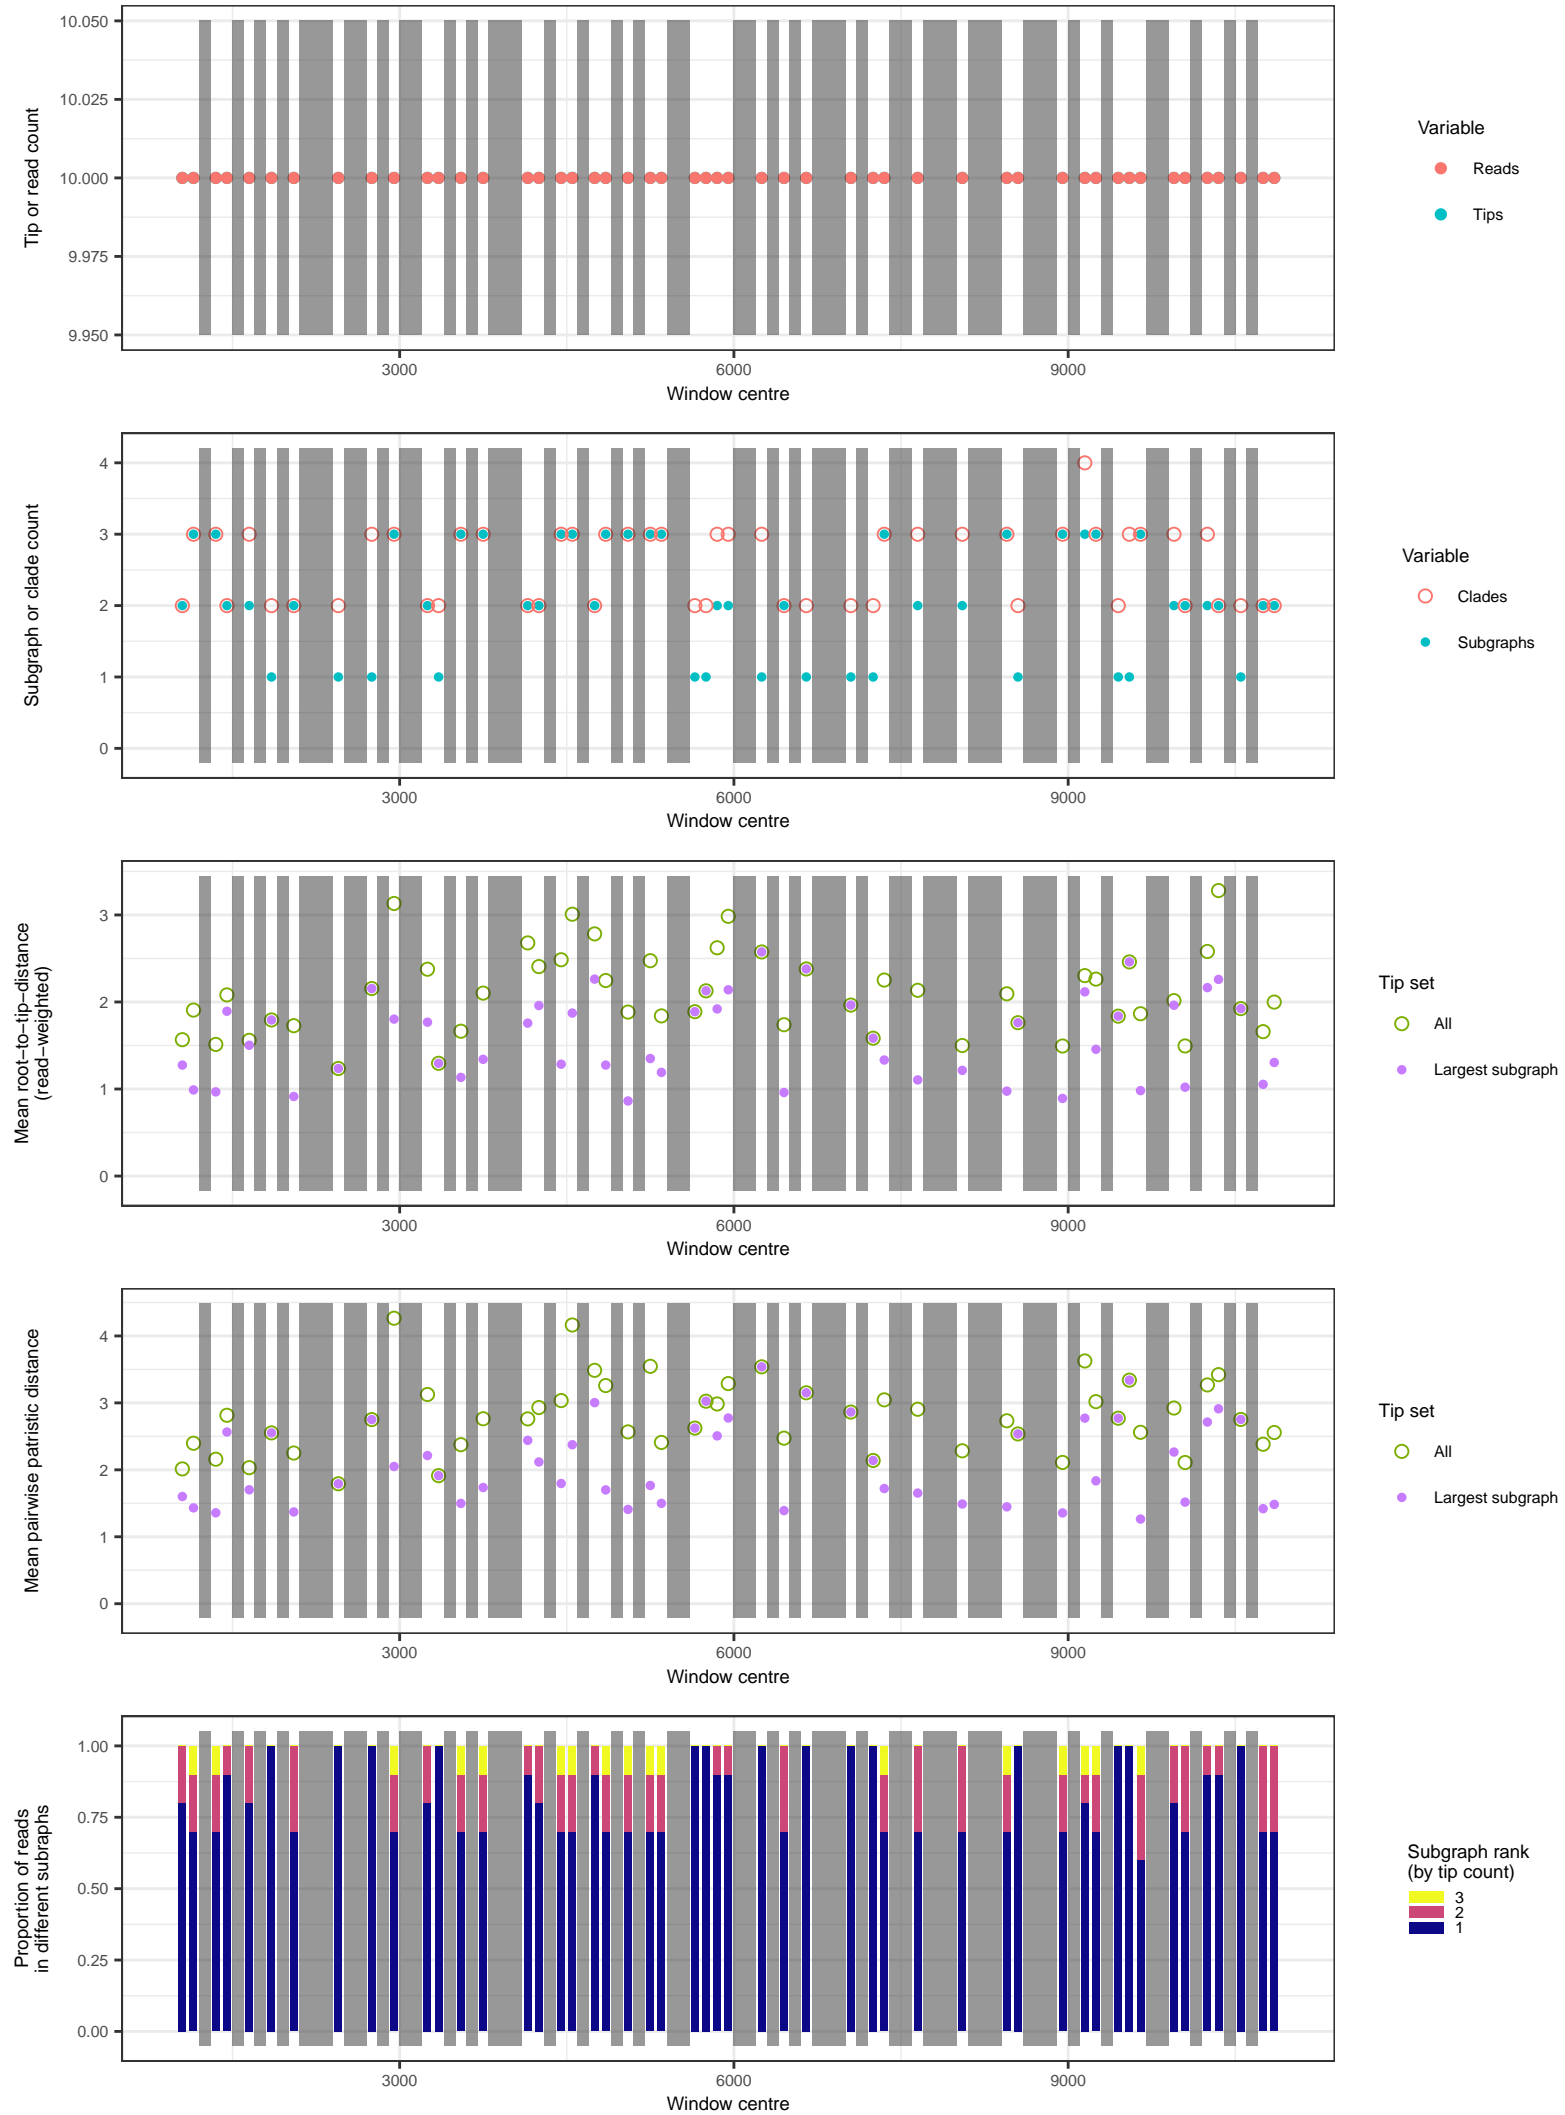 10.050
10.025
10.000
9.975
9.950
Tip or read count
3000
6000
9000
Window centre
Variable
Reads
Tips
4
3
2
1
0
Subgraph or clade count
3000
6000
9000
Window centre
Variable
Clades
Subgraphs
3
2
1
0
Mean root−to−tip−distance
(read−weighted)
3000
6000
9000
Window centre
Tip set
All
Largest subgraph
4
3
2
1
0
Mean pairwise patristic distance
3000
6000
9000
Window centre
Tip set
All
Largest subgraph
1.00
0.75
0.50
0.25
0.00
Proportion of reads
in different subraphs
3000
6000
9000
Window centre
Subgraph rank
(by tip count)
3
2
1